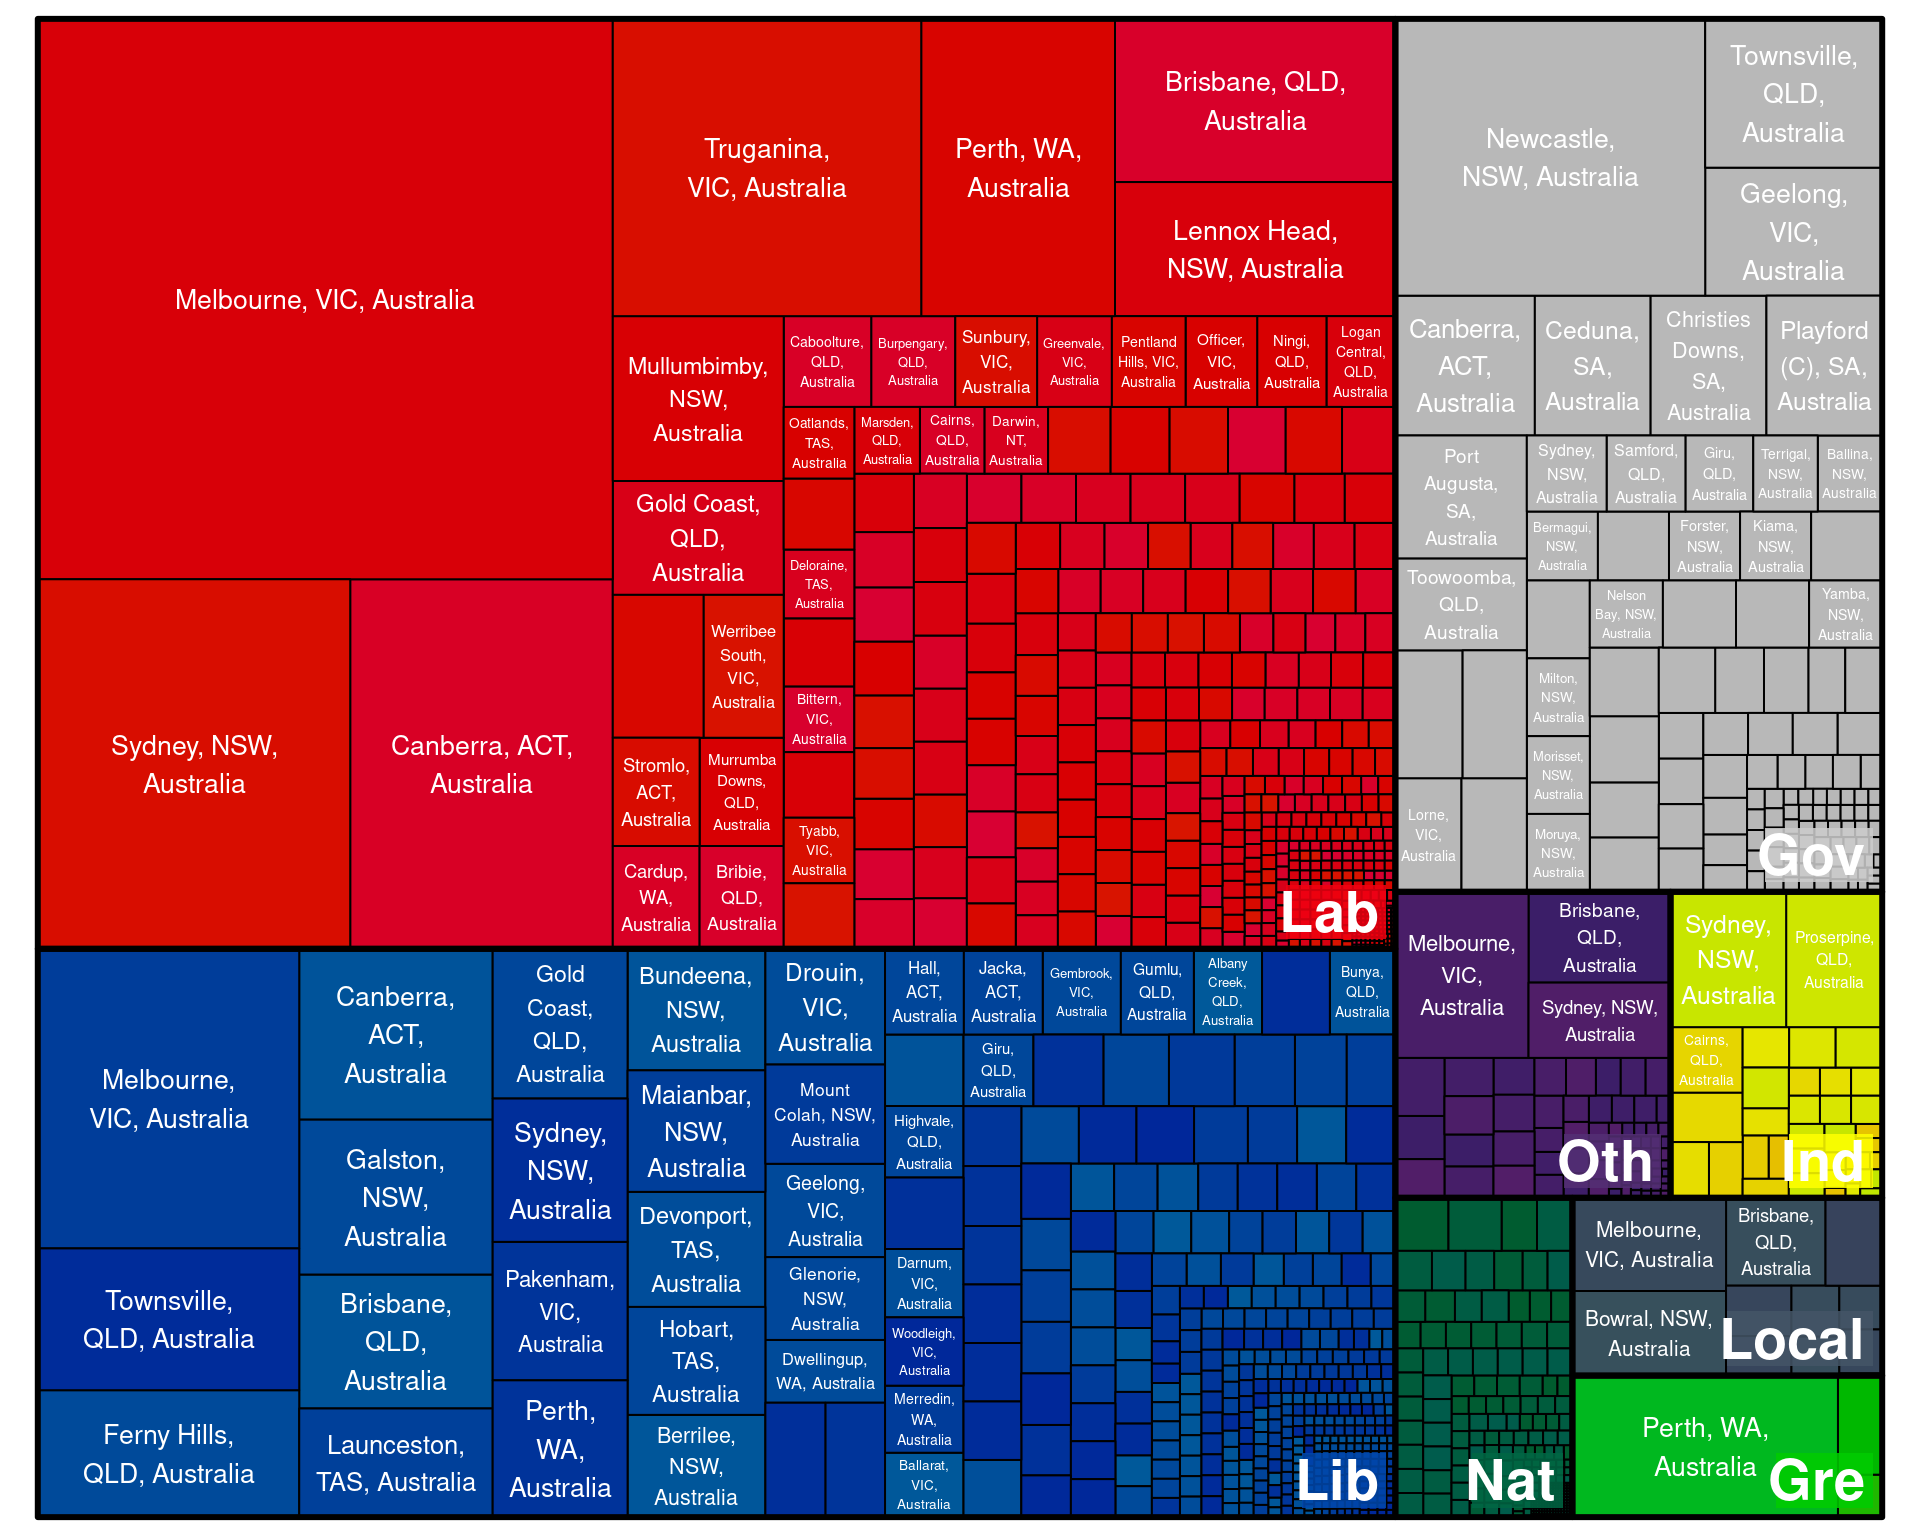 Melbourne, VIC, Australia
Truganina,
VIC, Australia
Perth, WA,
Australia
Brisbane, QLD,
Australia
Lennox Head,
NSW, Australia
Sydney, NSW,
Australia
Canberra, ACT,
Australia
Mullumbimby,
NSW,
Australia
Gold Coast,
QLD,
Australia
Werribee
South,
VIC,
Australia
Stromlo,
ACT,
Australia
Murrumba
Downs,
QLD,
Australia
Cardup,
WA,
Australia
Bribie,
QLD,
Australia
Caboolture,
QLD,
Australia
Burpengary,
QLD,
Australia
Sunbury,
VIC,
Australia
Greenvale,
VIC,
Australia
Pentland
Hills, VIC,
Australia
Officer,
VIC,
Australia
Ningi,
QLD,
Australia
Logan
Central,
QLD,
Australia
Oatlands,
TAS,
Australia
Marsden,
QLD,
Australia
Cairns,
QLD,
Australia
Darwin,
NT,
Australia
Deloraine,
TAS,
Australia
Bittern,
VIC,
Australia
Tyabb,
VIC,
Australia
Lab
Newcastle,
NSW, Australia
Townsville,
QLD,
Australia
Geelong,
VIC,
Australia
Canberra,
ACT,
Australia
Ceduna,
SA,
Australia
Christies
Downs,
SA,
Australia
Playford
(C), SA,
Australia
Port
Augusta,
SA,
Australia
Toowoomba,
QLD,
Australia
Sydney,
NSW,
Australia
Samford,
QLD,
Australia
Giru,
QLD,
Australia
Terrigal,
NSW,
Australia
Ballina,
NSW,
Australia
Bermagui,
NSW,
Australia
Forster,
NSW,
Australia
Kiama,
NSW,
Australia
Nelson
Bay, NSW,
Australia
Yamba,
NSW,
Australia
Milton,
NSW,
Australia
Morisset,
NSW,
Australia
Moruya,
NSW,
Australia
Lorne,
VIC,
Australia
Gov
Melbourne,
VIC, Australia
Townsville,
QLD, Australia
Ferny Hills,
QLD, Australia
Canberra,
ACT,
Australia
Galston,
NSW,
Australia
Brisbane,
QLD,
Australia
Launceston,
TAS, Australia
Gold
Coast,
QLD,
Australia
Sydney,
NSW,
Australia
Pakenham,
VIC,
Australia
Perth,
WA,
Australia
Bundeena,
NSW,
Australia
Maianbar,
NSW,
Australia
Devonport,
TAS,
Australia
Hobart,
TAS,
Australia
Berrilee,
NSW,
Australia
Drouin,
VIC,
Australia
Mount
Colah, NSW,
Australia
Geelong,
VIC,
Australia
Glenorie,
NSW,
Australia
Dwellingup,
WA, Australia
Hall,
ACT,
Australia
Jacka,
ACT,
Australia
Gembrook,
VIC,
Australia
Gumlu,
QLD,
Australia
Albany
Creek,
QLD,
Australia
Bunya,
QLD,
Australia
Giru,
QLD,
Australia
Highvale,
QLD,
Australia
Darnum,
VIC,
Australia
Woodleigh,
VIC,
Australia
Merredin,
WA,
Australia
Ballarat,
VIC,
Australia
Lib
Melbourne,
VIC,
Australia
Brisbane,
QLD,
Australia
Sydney, NSW,
Australia
Oth
Sydney,
NSW,
Australia
Proserpine,
QLD,
Australia
Cairns,
QLD,
Australia
Ind
Nat
Melbourne,
VIC, Australia
Brisbane,
QLD,
Australia
Bowral, NSW,
Australia
Local
Perth, WA,
Australia
Gre